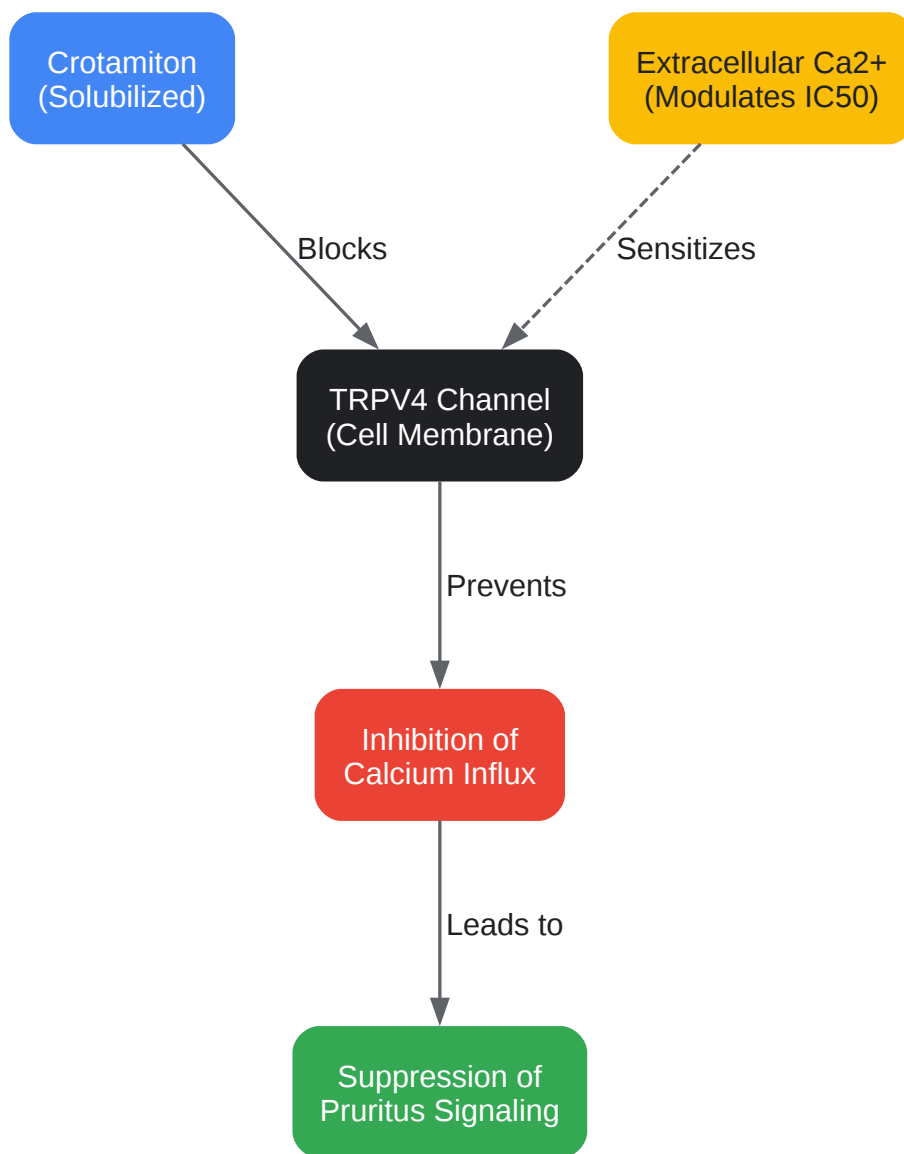 Crotamiton
(Solubilized)
Extracellular Ca2+
(Modulates IC50)
Blocks
Sensitizes
TRPV4 Channel
(Cell Membrane)
Prevents
Inhibition of
Calcium Influx
Leads to
Suppression of
Pruritus Signaling